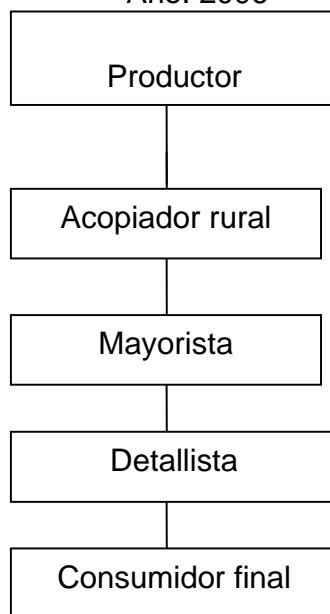 Productor
Acopiador rural
Mayorista
Detallista
Consumidor final